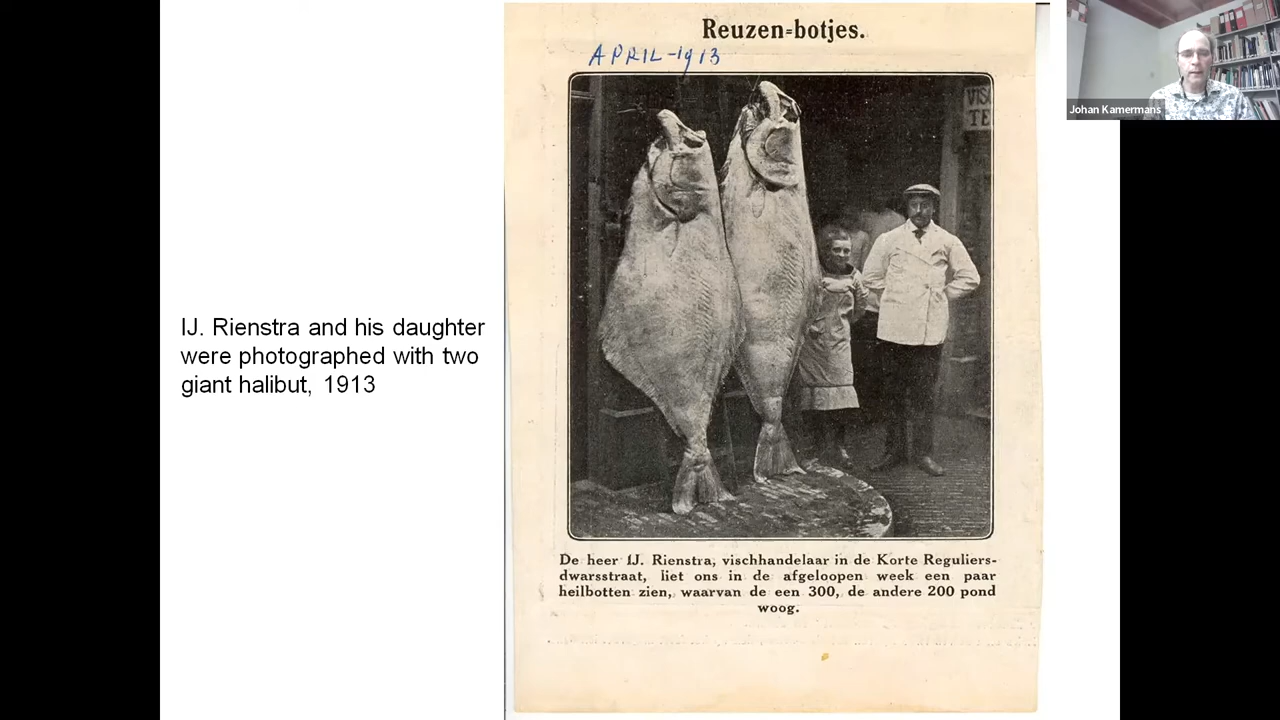 Reuzen=botjes.
APRIL-1913
VIS
TE
Johan Kamermans
IJ. Rienstra and his daughter
were photographed with two
giant halibut, 1913
De heer IJ. Rienstra, vischhandelaar in de Korte Reguliers-
dwarsstraat, liet ons in de afgeloopen week een paar
heilbotten zien, waarvan de een 300, de andere 200 pond
woog.